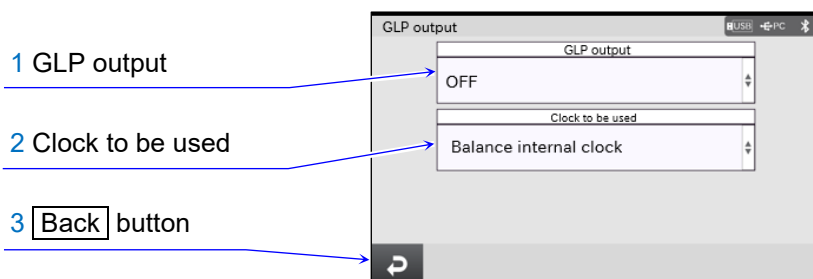 GLP output
USB PC
GLP output
1 GLP output
OFF
Clock to be used
2 Clock to be used
Balance internal clock
3 Back button